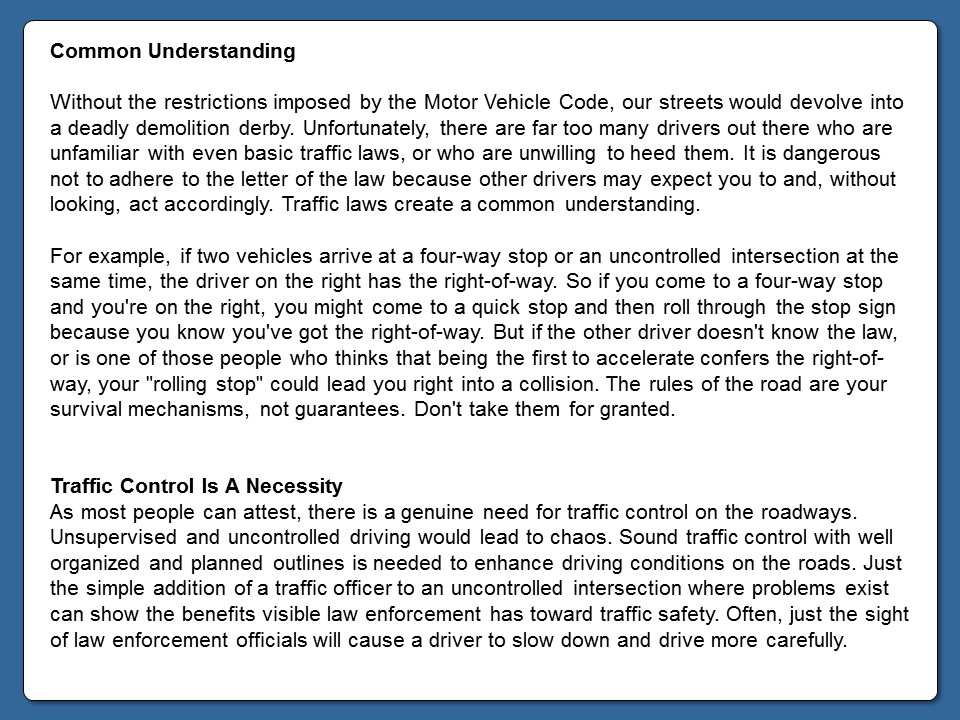 Common Understanding
Without the restrictions imposed by the Motor Vehicle Code, our streets would devolve into
a deadly demolition derby. Unfortunately, there are far too many drivers out there who are
unfamiliar with even basic traffic laws, or who are unwilling to heed them. It is dangerous
not to adhere to the letter of the law because other drivers may expect you to and, without
looking, act accordingly. Traffic laws create a common understanding.
For example, if two vehicles arrive at a four-way stop or an uncontrolled intersection at the
same time, the driver on the right has the right-of-way. So if you come to a four-way stop
and you're on the right, you might come to a quick stop and then roll through the stop sign
because you know you've got the right-of-way. But if the other driver doesn't know the law,
or is one of those people who thinks that being the first to accelerate confers the right-of-
way, your "rolling stop" could lead you right into a collision. The rules of the road are your
survival mechanisms, not guarantees. Don't take them for granted.
Traffic Control Is A Necessity
As most people can attest, there is a genuine need for traffic control on the roadways.
Unsupervised and uncontrolled driving would lead to chaos. Sound traffic control with well
organized and planned outlines is needed to enhance driving conditions on the roads. Just
the simple addition of a traffic officer to an uncontrolled intersection where problems exist
can show the benefits visible law enforcement has toward traffic safety. Often, just the sight
of law enforcement officials will cause a driver to slow down and drive more carefully.